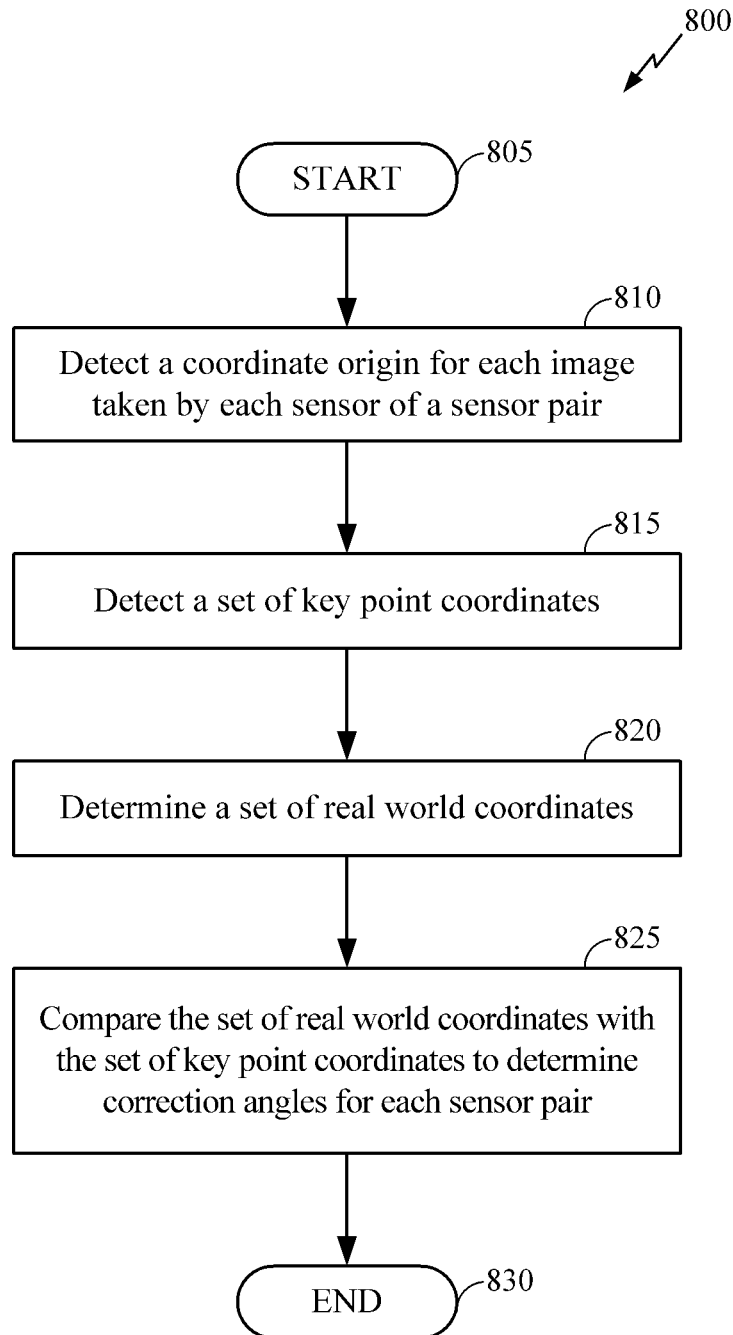 800
START
805
810
Detect a coordinate origin for each image
taken by each sensor of a sensor pair
815
Detect a set of key point coordinates
820
Determine a set of real world coordinates
825
Compare the set of real world coordinates with
the set of key point coordinates to determine
correction angles for each sensor pair
END
830